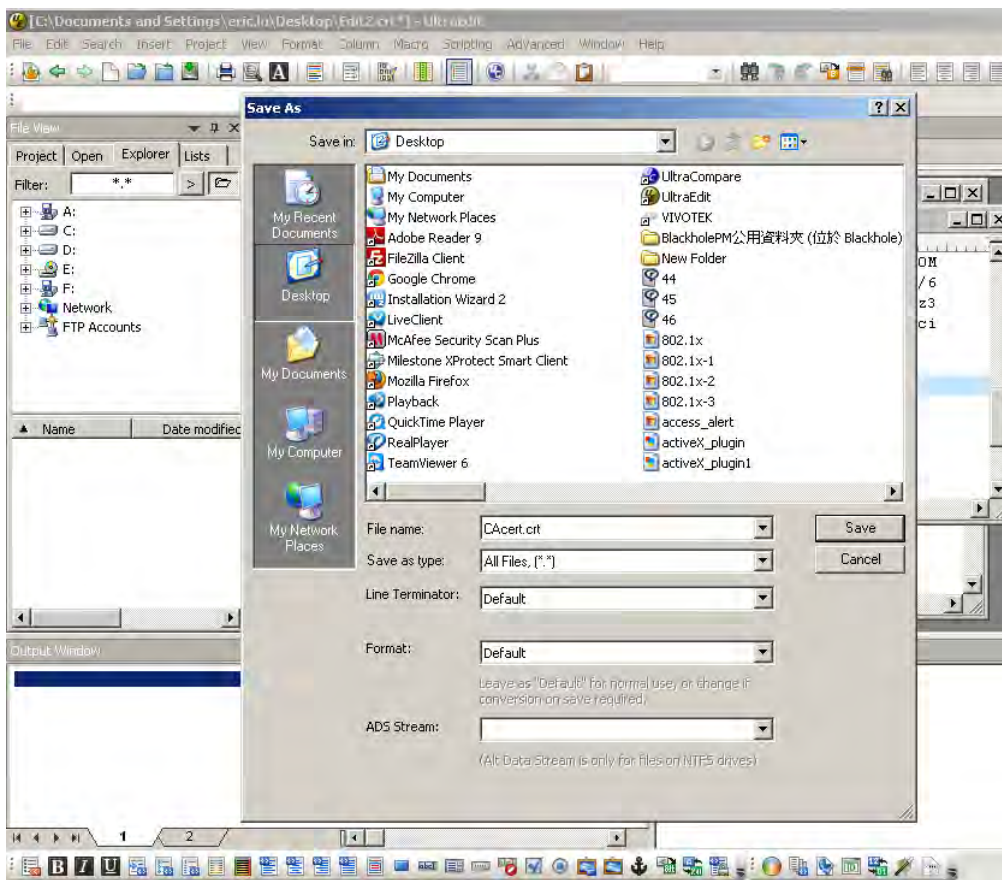 [C:\Documents and Settings\eric.lo\Desktop\Edit2.crt*] - UltraEdit
File Edit Search Insert Project View Format Column Macro Scripting Advanced Window Help
File View
Project Open Explorer Lists
Filter: *.* >
A:
C:
D:
E:
F:
Network
FTP Accounts
Name Date modified
Output Window
1 2
Save As
Save in: Desktop
My Recent Documents
Desktop
My Documents
My Computer
My Network Places
My Documents
My Computer
My Network Places
Adobe Reader 9
FileZilla Client
Google Chrome
Installation Wizard 2
LiveClient
McAfee Security Scan Plus
Milestone XProtect Smart Client
Mozilla Firefox
Playback
QuickTime Player
RealPlayer
TeamViewer 6
UltraCompare
UltraEdit
VIVOTEK
BlackholePM公用資料夾 (位於 Blackhole)
New Folder
44
45
46
802.1x
802.1x-1
802.1x-2
802.1x-3
access_alert
activeX_plugin
activeX_plugin1
File name: CAcert.crt Save
Save as type: All Files, (*.*) Cancel
Line Terminator: Default
Format: Default
Leave as "Default" for normal use, or change if
conversion on save required.
ADS Stream:
(Alt Data Stream is only for files on NTFS drives)
OM
/6
z3
ci
A
B I U